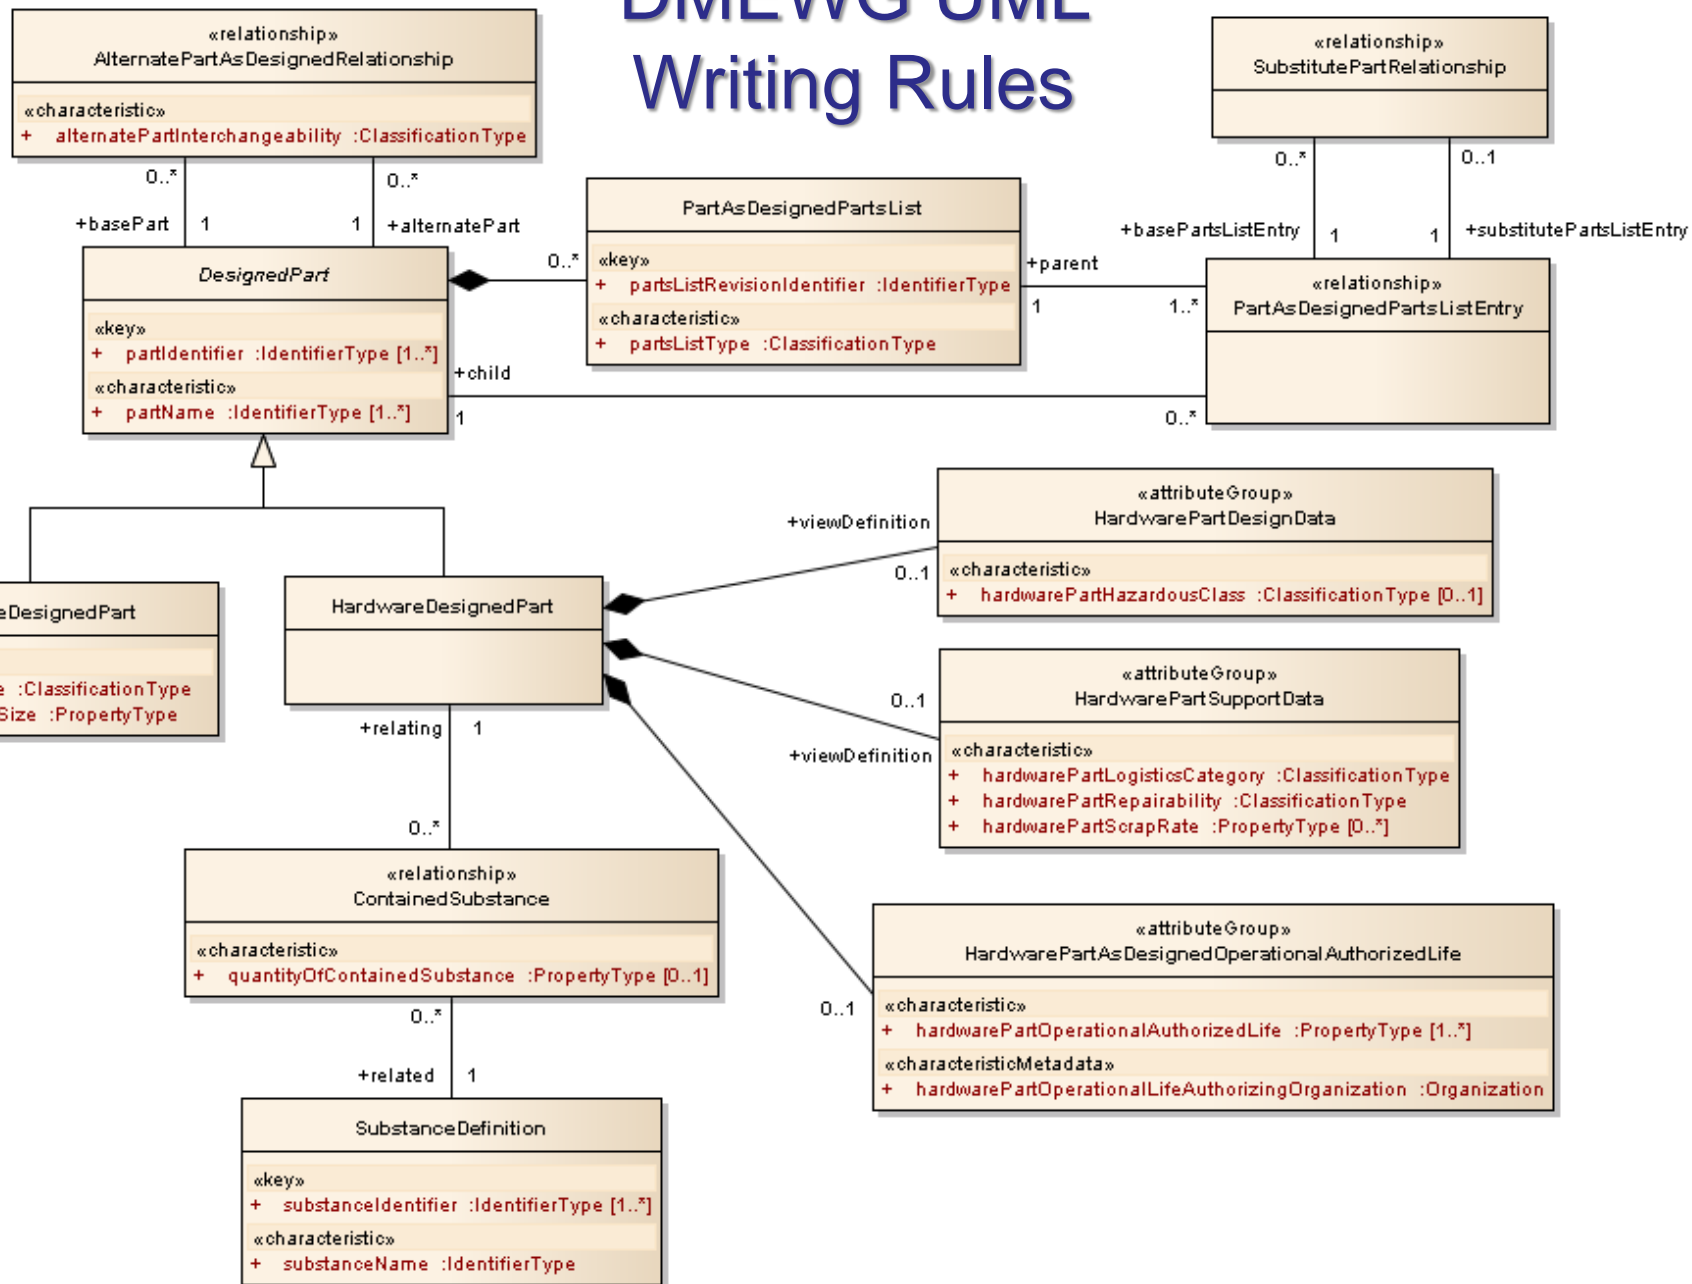 DMEWG UML
Writing Rules
«relationship»
AlternatePartAsDesignedRelationship
«characteristic»
+ alternatePartInterchangeability :ClassificationType
0..*
0..*
+basePart 1
1 +alternatePart
«relationship»
SubstitutePartRelationship
0..*
0..1
+basePartsListEntry 1
1 +substitutePartsListEntry
PartAsDesignedPartsList
«key»
+ partsListRevisionIdentifier :IdentifierType
«characteristic»
+ partsListType :ClassificationType
0..*
+parent
1
1..*
«relationship»
PartAsDesignedPartsListEntry
DesignedPart
«key»
+ partIdentifier :IdentifierType [1..*]
«characteristic»
+ partName :IdentifierType [1..*]
+child
1
0..*
eDesignedPart
e :ClassificationType
Size :PropertyType
HardwareDesignedPart
+viewDefinition
0..1
«attributeGroup»
HardwarePartDesignData
«characteristic»
+ hardwarePartHazardousClass :ClassificationType [0..1]
0..1
+viewDefinition
«attributeGroup»
HardwarePartSupportData
«characteristic»
+ hardwarePartLogisticsCategory :ClassificationType
+ hardwarePartRepairability :ClassificationType
+ hardwarePartScrapRate :PropertyType [0..*]
+relating 1
0..*
«relationship»
ContainedSubstance
«characteristic»
+ quantityOfContainedSubstance :PropertyType [0..1]
0..*
+related 1
0..1
«attributeGroup»
HardwarePartAsDesignedOperationalAuthorizedLife
«characteristic»
+ hardwarePartOperationalAuthorizedLife :PropertyType [1..*]
«characteristicMetadata»
+ hardwarePartOperationalLifeAuthorizingOrganization :Organization
SubstanceDefinition
«key»
+ substanceIdentifier :IdentifierType [1..*]
«characteristic»
+ substanceName :IdentifierType